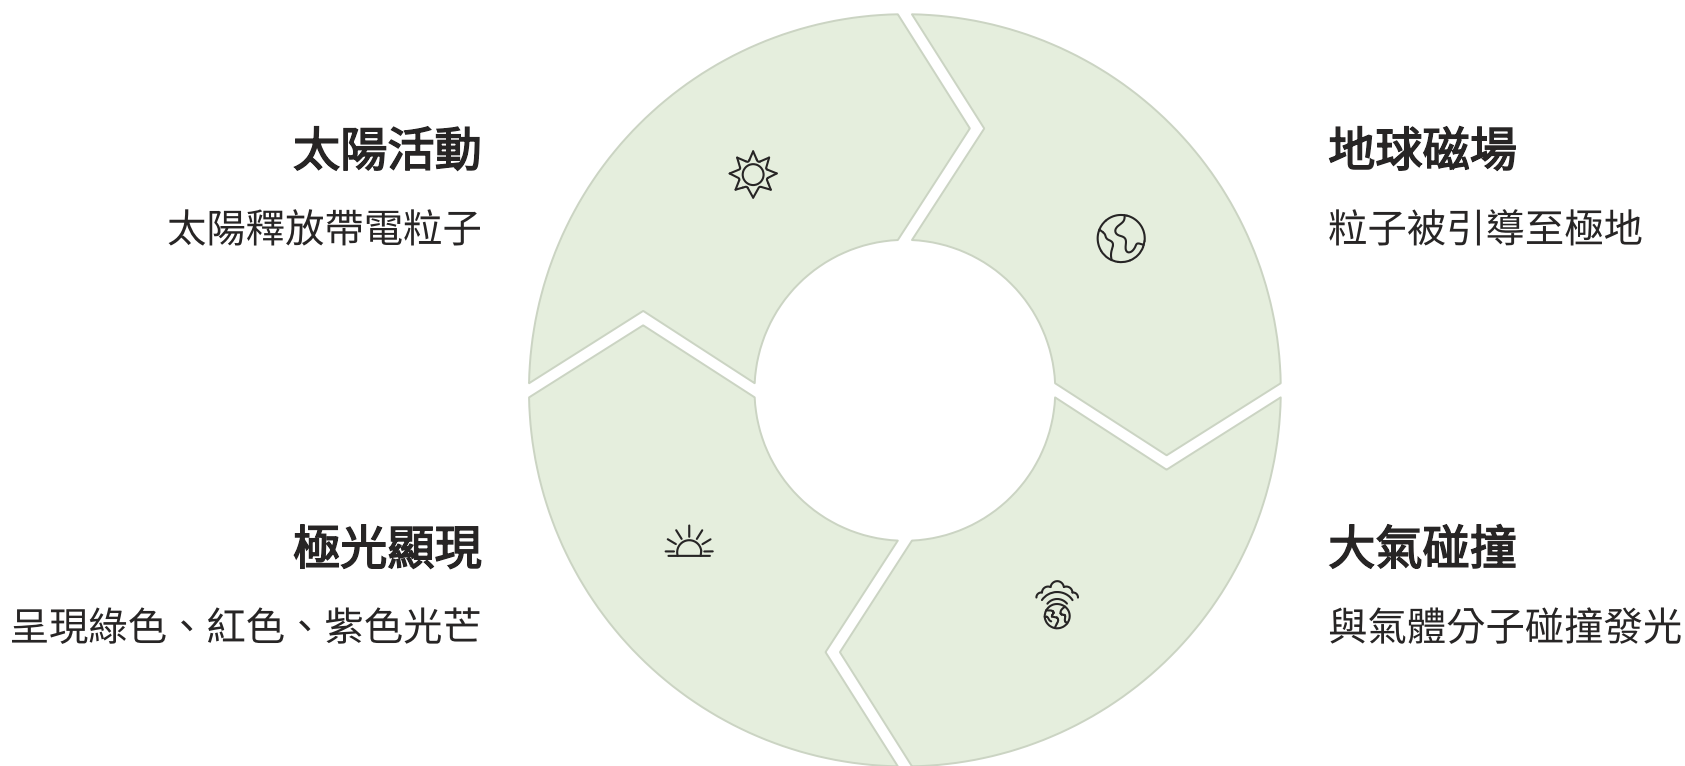 太陽活動
太陽釋放帶電粒子
地球磁場
粒子被引導至極地
大氣碰撞
與氣體分子碰撞發光
極光顯現
呈現綠色、紅色、紫色光芒